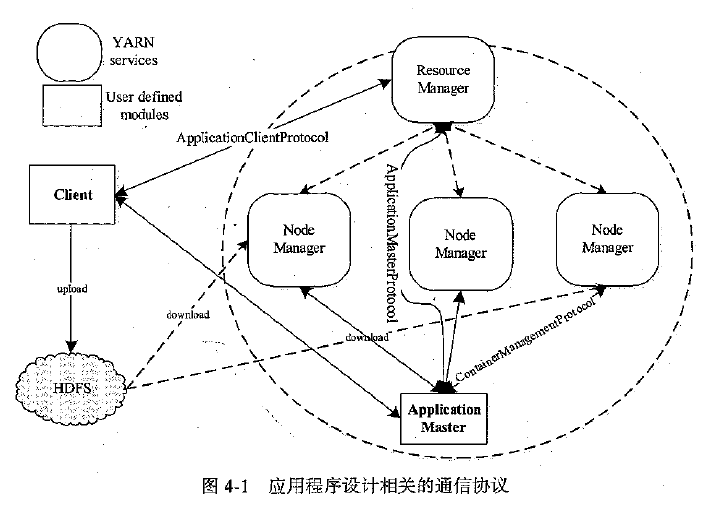 YARN
services
User defined
modules
Resource
Manager
ApplicationClientProtocol
Client
Node
Manager
Node
Manager
Node
Manager
ApplicationMasterProtocol
upload
download
download
ContainerManagementProtocol
HDFS
Application
Master
图 4-1 应用程序设计相关的通信协议